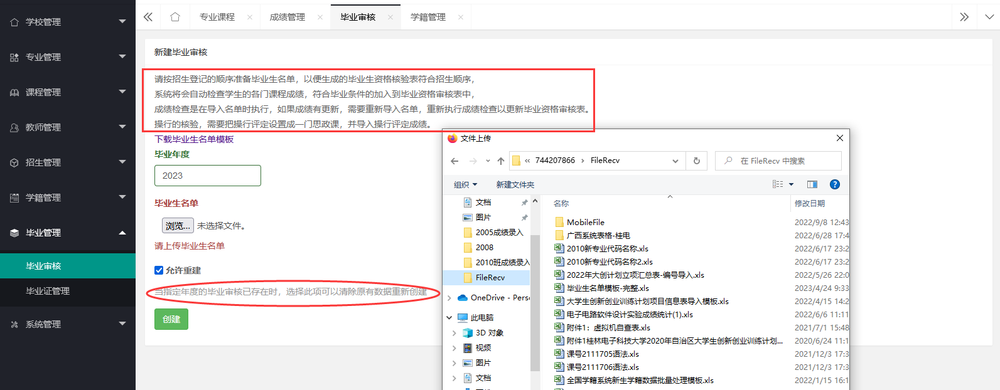 学校管理
专业管理
课程管理
教师管理
招生管理
学籍管理
毕业管理
毕业审核
毕业证管理
系统管理
专业课程
成绩管理
毕业审核
学籍管理
新建毕业审核
请按招生登记的顺序准备毕业生名单，以便生成的毕业生资格核验表符合招生顺序，
系统将会自动检查学生的各门课程成绩，符合毕业条件的加入到毕业资格审核表中，
成绩检查是在导入名单时执行，如果成绩有更新，需要重新导入名单，重新执行成绩检查以更新毕业资格审核表。
操行的核验，需要把操行评定设置成一门思政课，并导入操行评定成绩。
下载毕业生名单模板
毕业年度
2023
毕业生名单
浏览... 未选择文件。
请上传毕业生名单
允许重建
当指定年度的毕业审核已存在时，选择此项可以清除原有数据重新创建
创建
文件上传
« 744207866 › FileRecv
在 FileRecv 中搜索
组织 新建文件夹
文档
图片
2005成绩录入
2008
2010班成绩录入
FileRecv
OneDrive - Pers
此电脑
3D 对象
视频
图片
文档
名称 修改日期
MobileFile 2022/9/8 12:43
广西系统表格-桂电 2022/6/28 17:4
2010新专业代码名称.xls 2022/6/17 23:2
2010新专业代码名称2.xls 2022/6/17 23:2
2022年大创计划立项汇总表-编号导入.xls 2022/5/26 22:0
毕业生名单模板-完整.xls 2023/4/24 9:33
大学生创新创业训练计划项目信息表导入模板.xls 2022/4/15 14:2
电子电路软件设计实验成绩统计(1).xls 2022/6/6 11:11
附件1：虚拟机自查表.xls 2021/7/1 15:48
附件1桂林电子科技大学2020年自治区大学生创新创业训练计划... 2020/6/24 11:1
课号2111705语法.xls 2021/12/3 17:3
课号2111706语法.xls 2021/12/3 17:3
全国学籍系统新生学籍数据批量处理模板.xls 2022/1/15 16:1